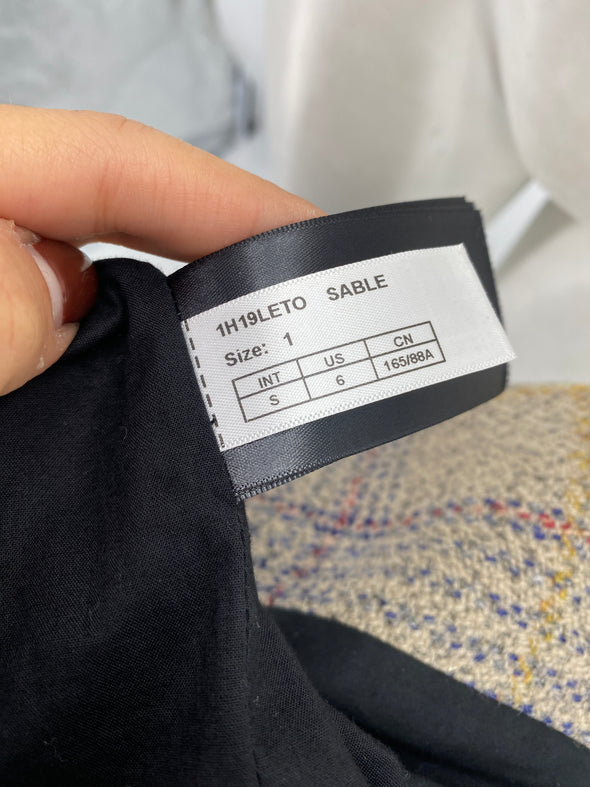 1H19LETO SABLE
Size: 1
INT US CN
S 6 165/88A